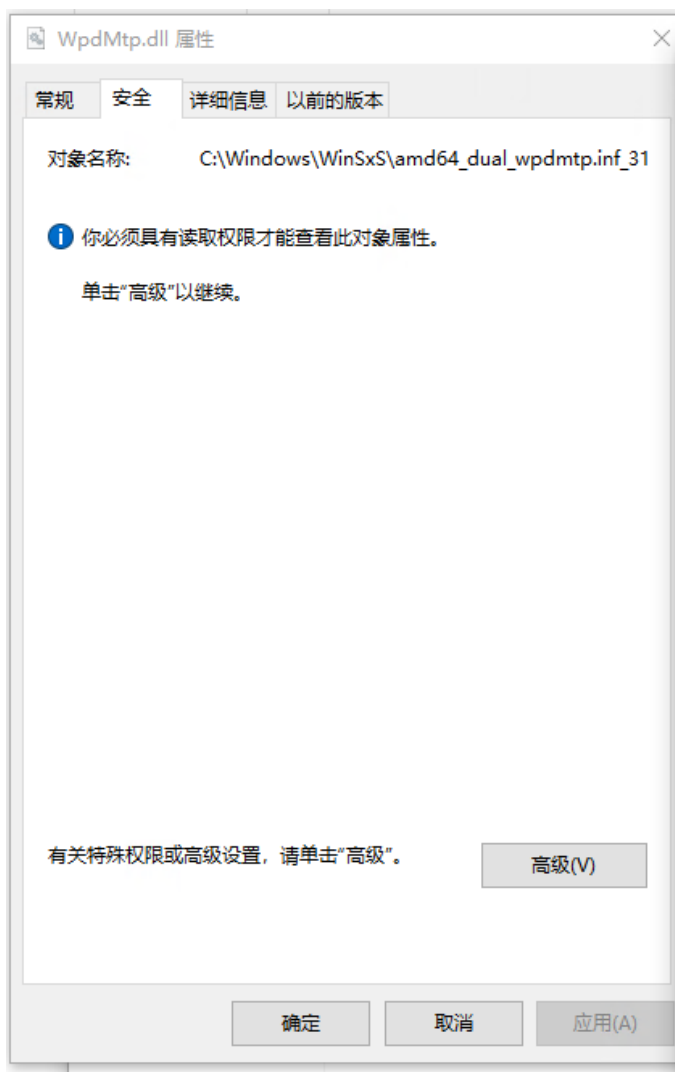 WpdMtp.dll 属性
常规 安全 详细信息 以前的版本
对象名称: C:\Windows\WinSxS\amd64_dual_wpdmtp.inf_31
你必须具有读取权限才能查看此对象属性。
单击“高级”以继续。
有关特殊权限或高级设置，请单击“高级”。
高级(V)
确定 取消 应用(A)